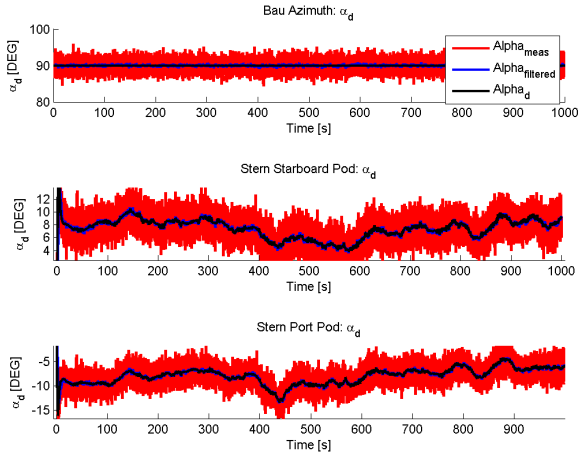 Bau Azimuth: α_d
100
90
80
α_d [DEG]
0 100 200 300 400 500 600 700 800 900 1000
Time [s]
Alpha_meas
Alpha_filtered
Alpha_d
Stern Starboard Pod: α_d
12
10
8
6
4
α_d [DEG]
0 100 200 300 400 500 600 700 800 900 1000
Time [s]
Stern Port Pod: α_d
-5
-10
-15
α_d [DEG]
0 100 200 300 400 500 600 700 800 900
Time [s]